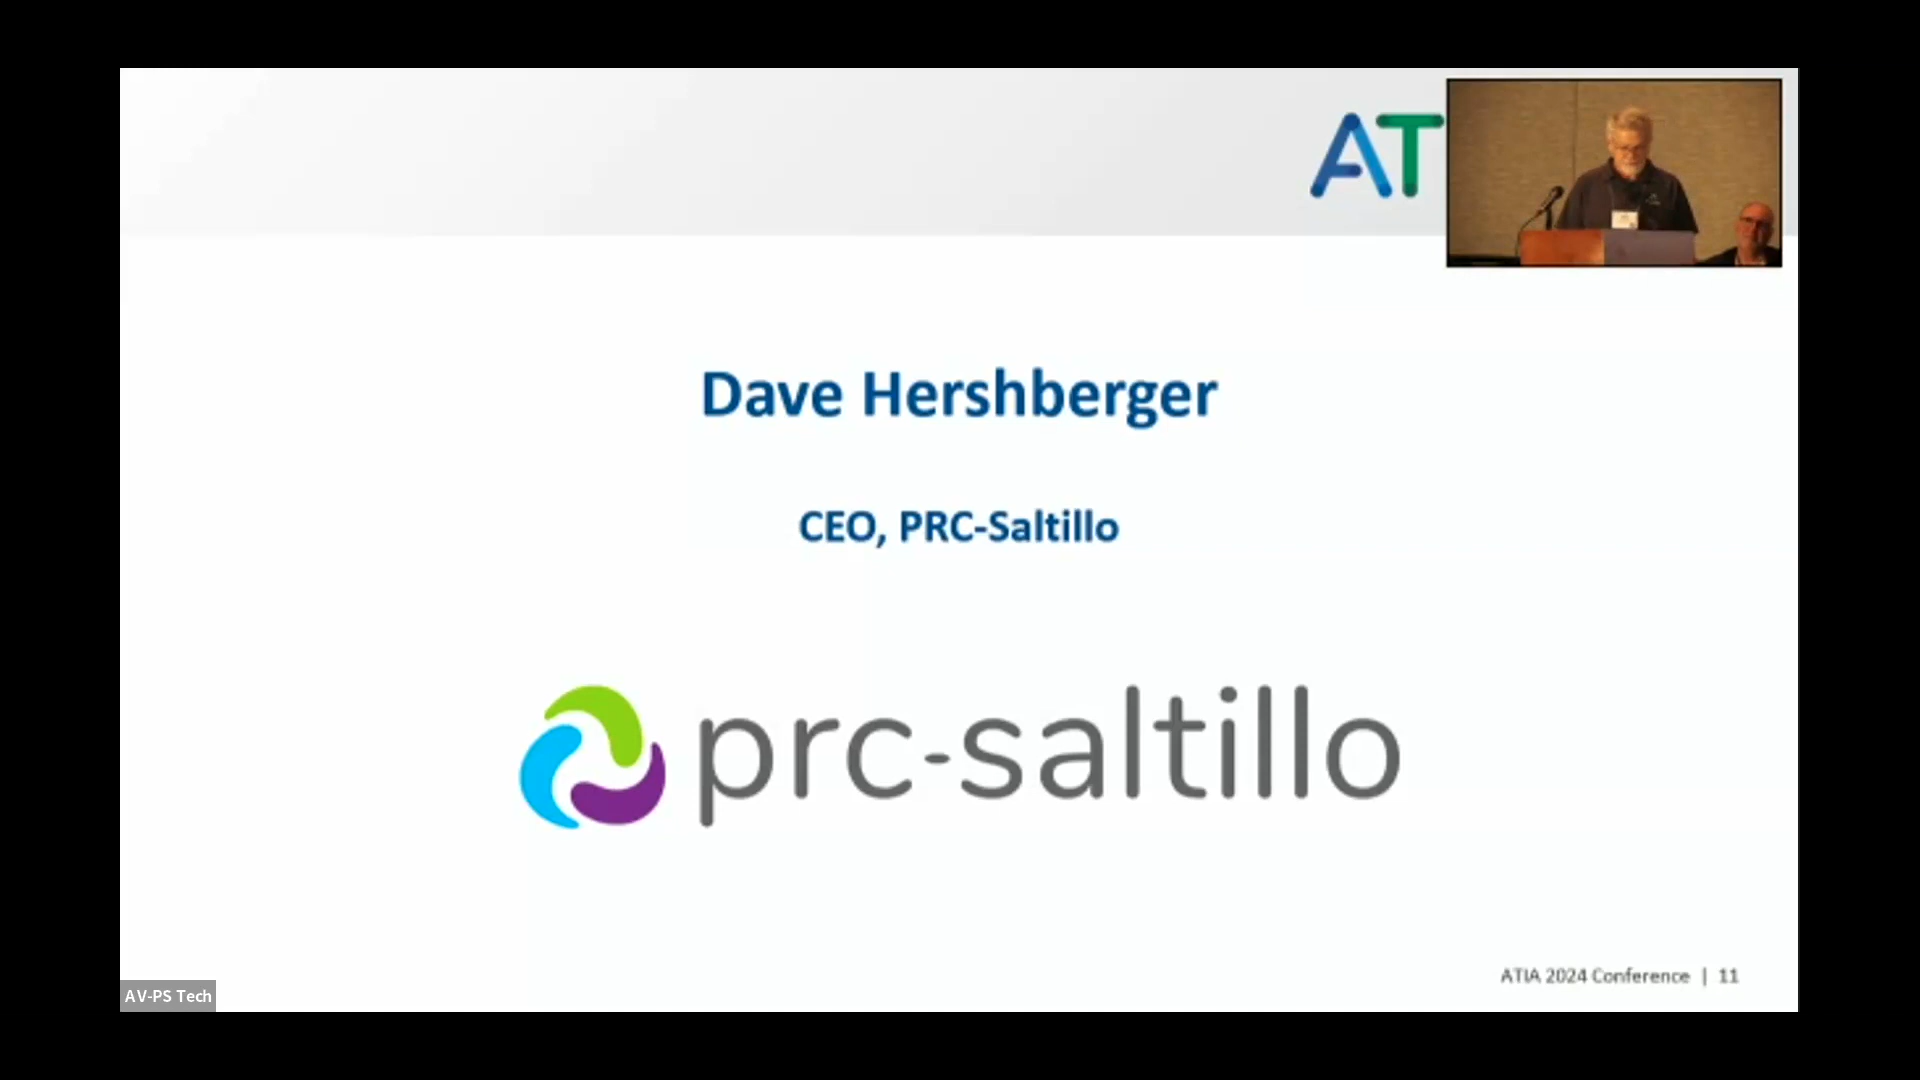 AT
Dave Hershberger
CEO, PRC-Saltillo
prc-saltillo
ATIA 2024 Conference | 11
AV-PS Tech